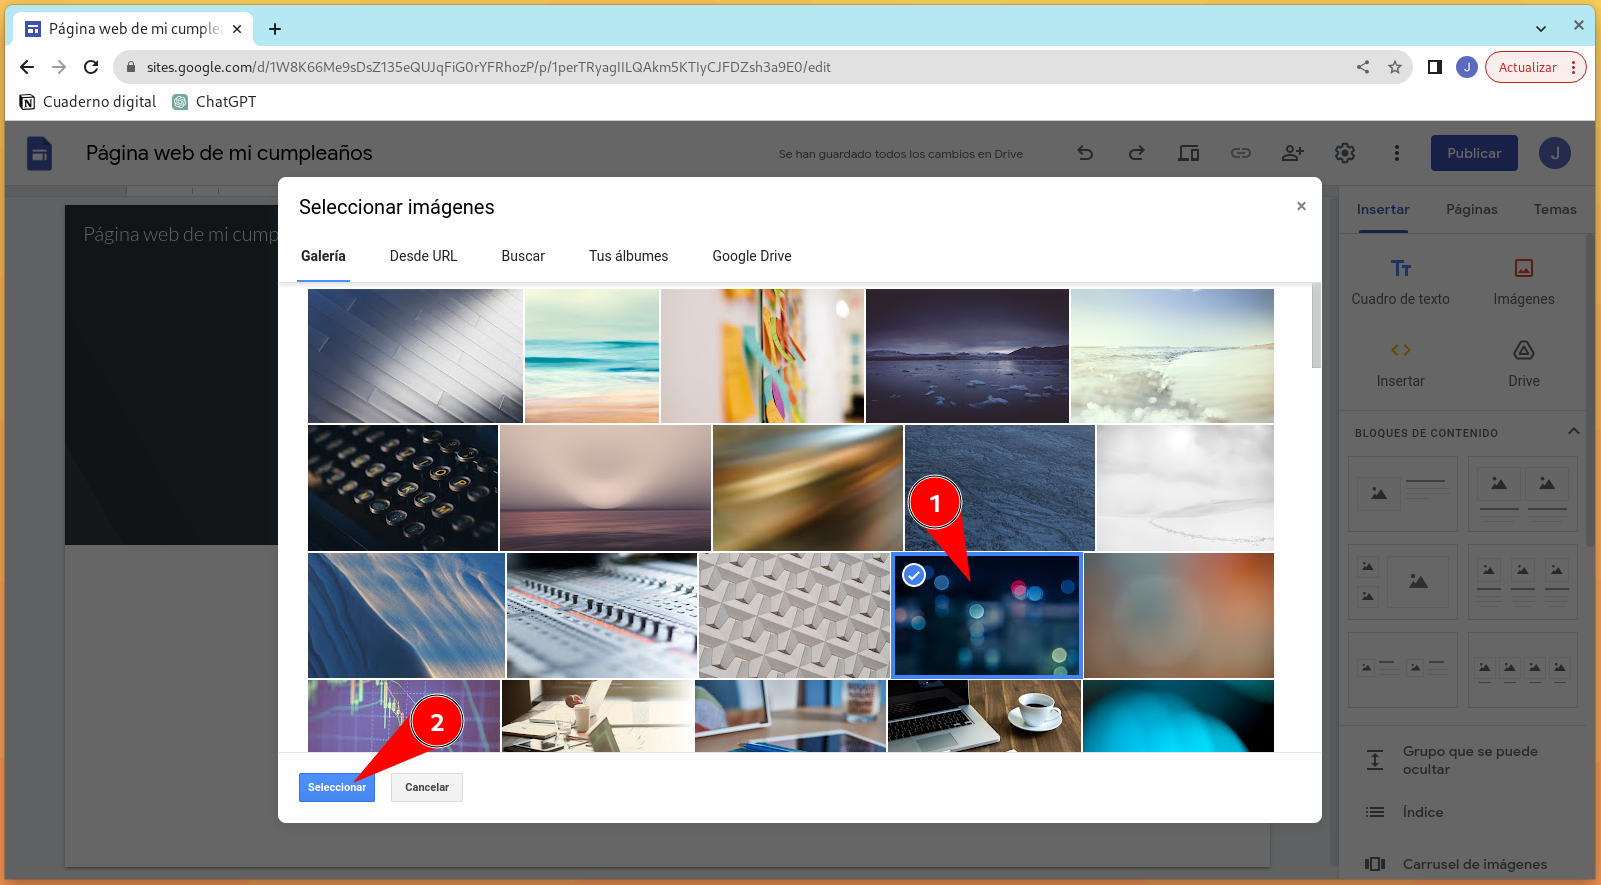 Página web de mi cumplea
sites.google.com/d/1W8K66Me9sDsZ135eQUJqFiG0rYFRhozP/p/1perTRyagIILQAkm5KTIyCJFDZsh3a9E0/edit
J
Actualizar
Cuaderno digital
ChatGPT
Página web de mi cumpleaños
Se han guardado todos los cambios en Drive
Publicar
J
Página web de mi cump
Seleccionar imágenes
Galería
Desde URL
Buscar
Tus álbumes
Google Drive
1
2
Seleccionar
Cancelar
Insertar
Páginas
Temas
Cuadro de texto
Imágenes
Insertar
Drive
BLOQUES DE CONTENIDO
Grupo que se puede
ocultar
Índice
Carrusel de imágenes